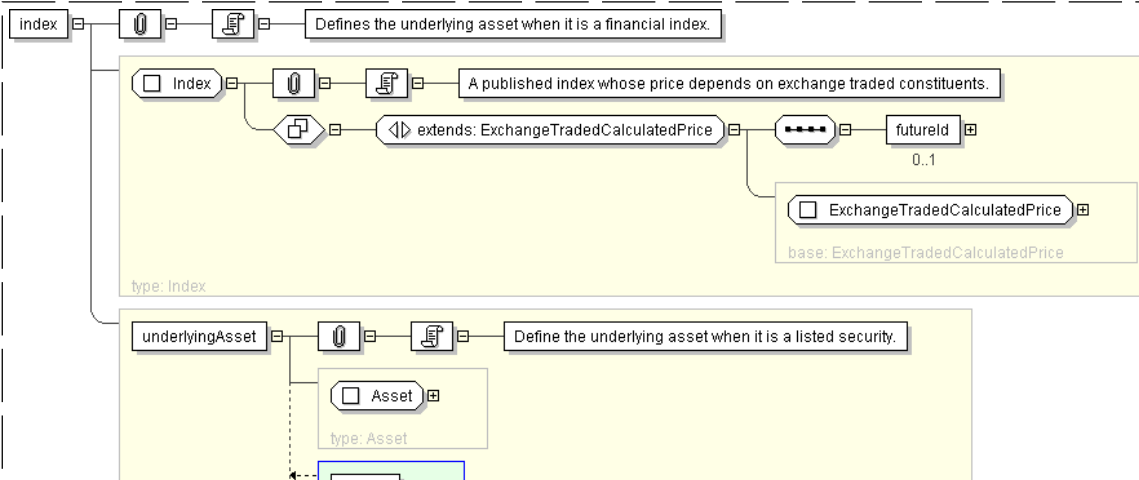 index
Defines the underlying asset when it is a financial index.
Index
A published index whose price depends on exchange traded constituents.
extends: ExchangeTradedCalculatedPrice
futureId
0..1
ExchangeTradedCalculatedPrice
base: ExchangeTradedCalculatedPrice
type: Index
underlyingAsset
Define the underlying asset when it is a listed security.
Asset
type: Asset